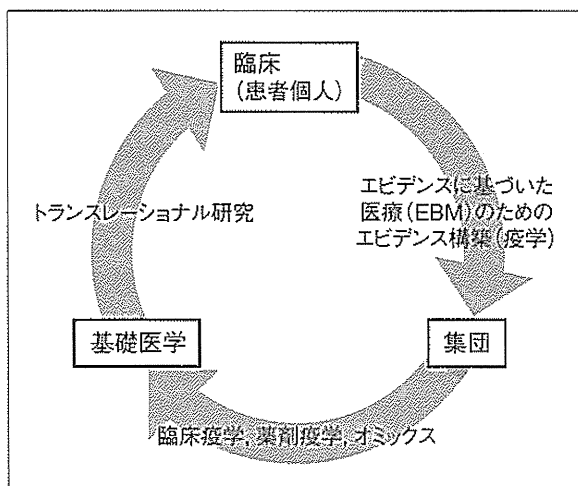 臨床
(患者個人)
エビデンスに基づいた
医療(EBM)のための
エビデンス構築(疫学)
トランスレーショナル研究
基礎医学
集団
臨床疫学, 薬剤疫学, オミックス